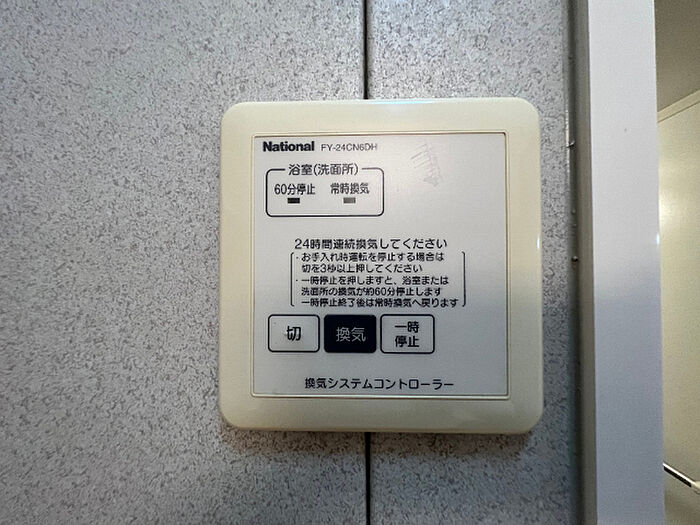 National FY-24CN6DH
浴室(洗面所)
60分停止 常時換気
24時間連続換気してください
・お手入れ時運転を停止する場合は
切を3秒以上押してください
・一時停止を押しますと、浴室または
洗面所の換気が約60分停止します
一時停止終了後は常時換気へ戻ります
切 換気 一時
停止
換気システムコントローラー